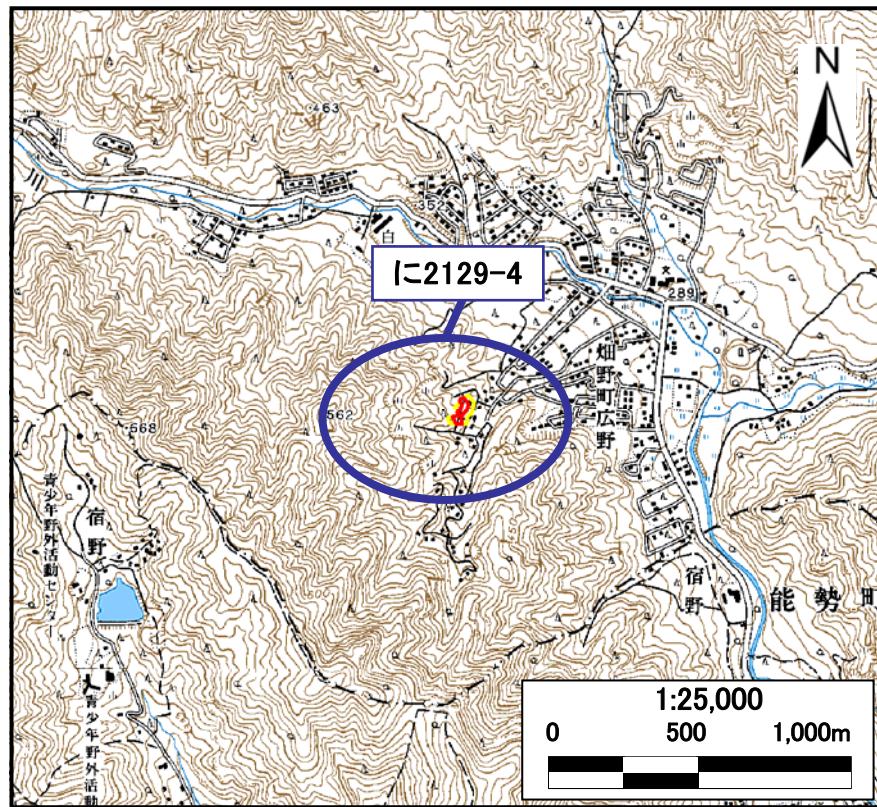 N
・463
川
352
白
に2129-4
289
畑野町広野
562
・568
青少年野外活動センター
宿野
宿野
能勢町
青少年野外活動
1:25,000
0 500 1,000m